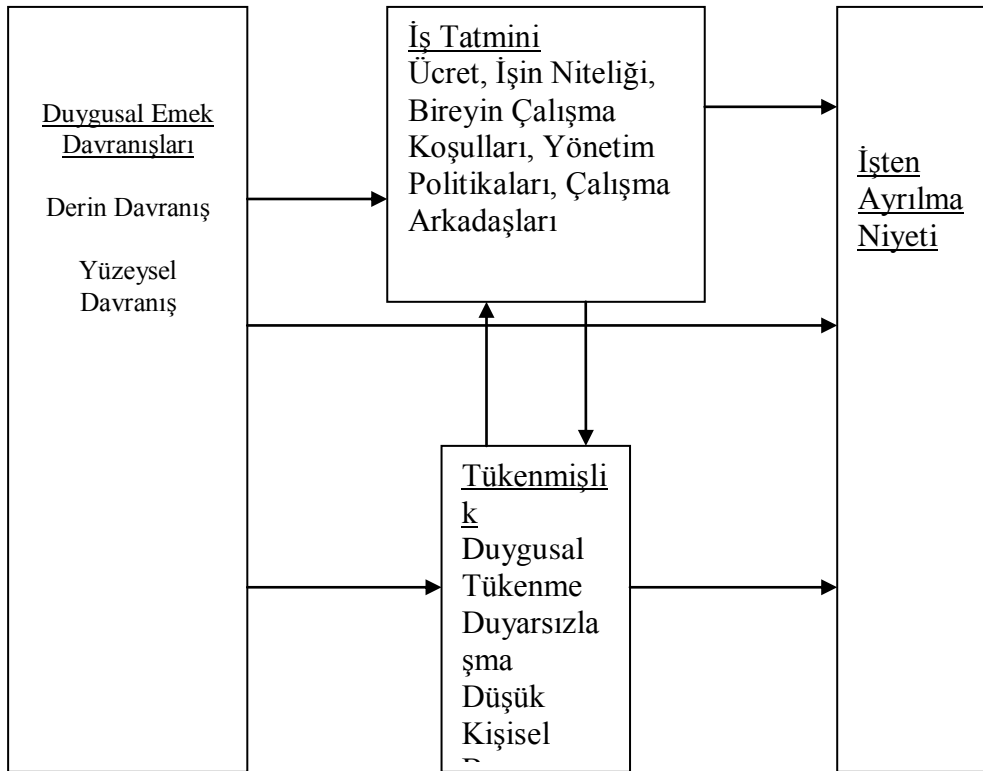 Duygusal Emek
Davranışları
Derin Davranış
Yüzeysel
Davranış
İş Tatmini
Ücret, İşin Niteliği,
Bireyin Çalışma
Koşulları, Yönetim
Politikaları, Çalışma
Arkadaşları
Tükenmişli
k
Duygusal
Tükenme
Duyarsızla
şma
Düşük
Kişisel
İşten
Ayrılma
Niyeti